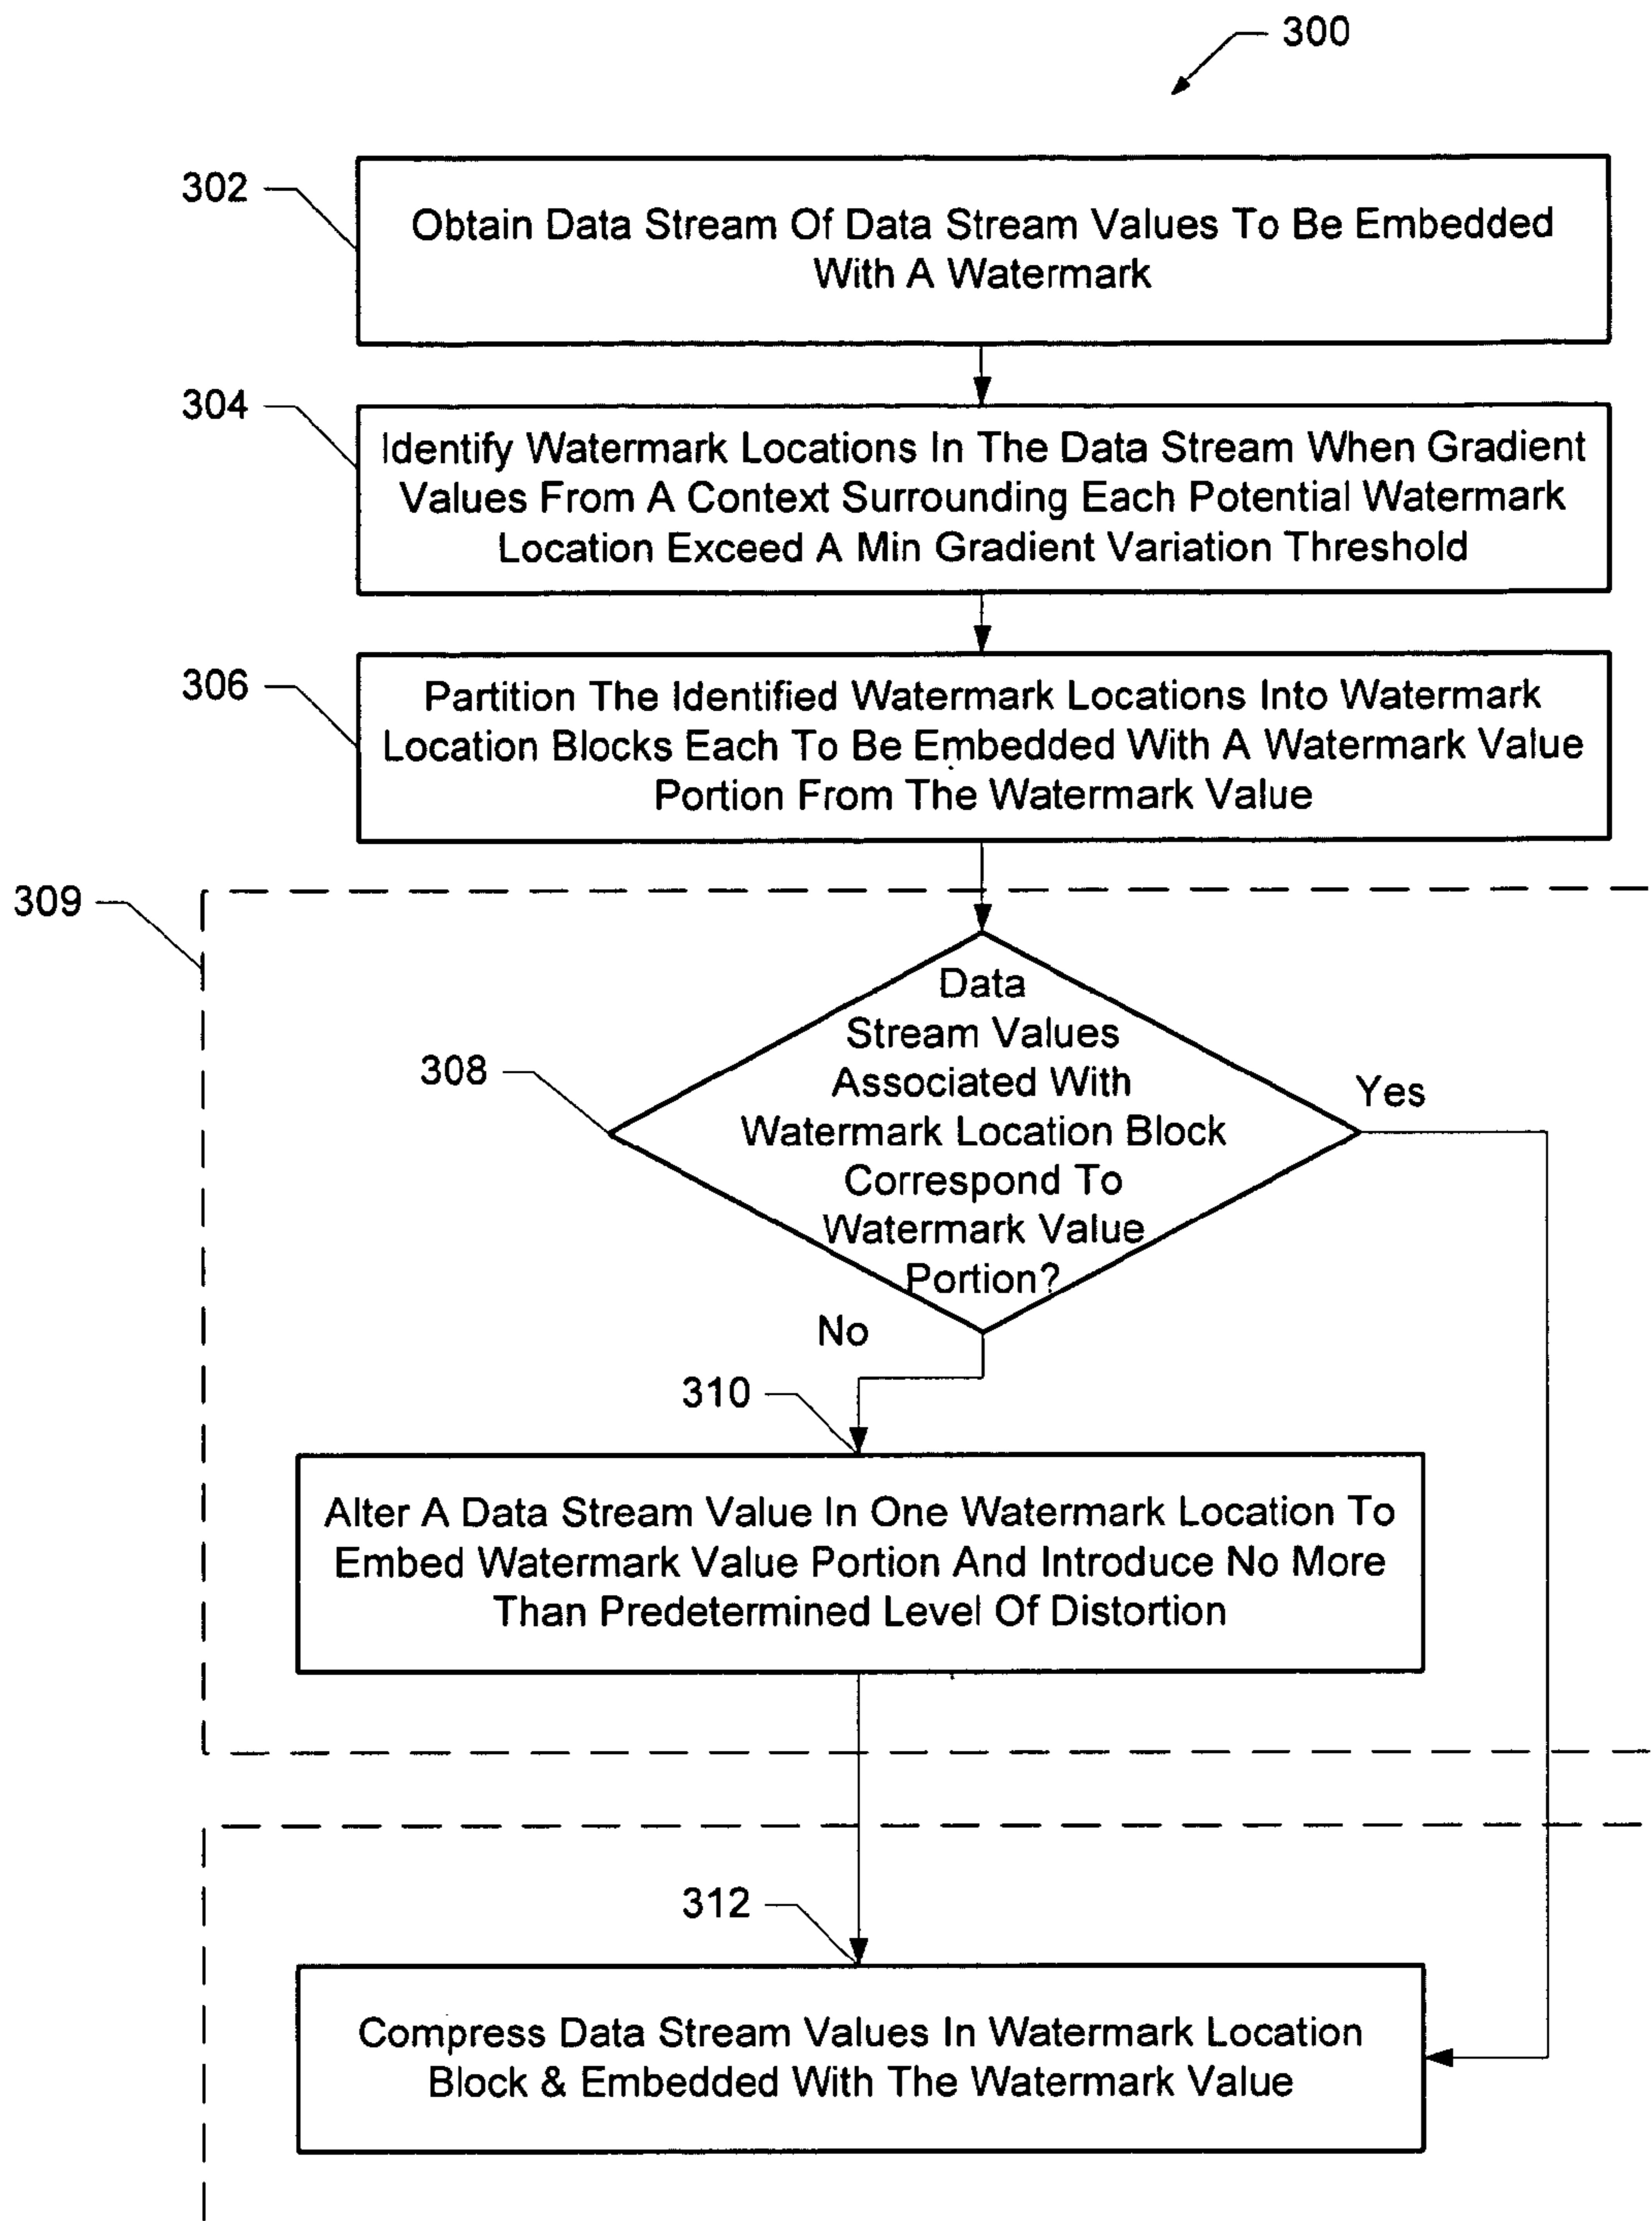 300
302
Obtain Data Stream Of Data Stream Values To Be Embedded
With A Watermark
304
Identify Watermark Locations In The Data Stream When Gradient
Values From A Context Surrounding Each Potential Watermark
Location Exceed A Min Gradient Variation Threshold
306
Partition The Identified Watermark Locations Into Watermark
Location Blocks Each To Be Embedded With A Watermark Value
Portion From The Watermark Value
309
308
Data
Stream Values
Associated With
Watermark Location Block
Correspond To
Watermark Value
Portion?
Yes
No
310
Alter A Data Stream Value In One Watermark Location To
Embed Watermark Value Portion And Introduce No More
Than Predetermined Level Of Distortion
312
Compress Data Stream Values In Watermark Location
Block & Embedded With The Watermark Value